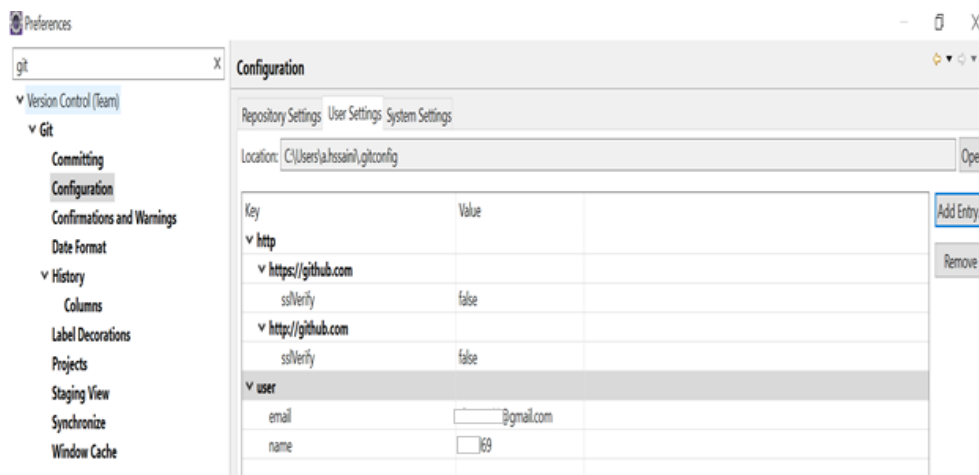 Preferences
git X
Configuration
Version Control (Team)
Git
Committing
Configuration
Confirmations and Warnings
Date Format
History
Columns
Label Decorations
Projects
Staging View
Synchronize
Window Cache
Repository Settings User Settings System Settings
Location: C:\Users\a.hssaini\.gitconfig
Ope
Key Value
Add Entry
http
https://github.com
Remove
sslVerify false
http://github.com
sslVerify false
user
email @gmail.com
name 69